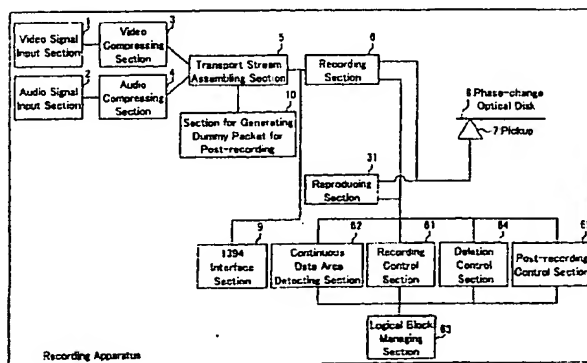 1
Video Signal
Input Section
3
Video
Compressing
Section
2
Audio Signal
Input Section
4
Audio
Compressing
Section
5
Transport Stream
Assembling Section
6
Recording
Section
10
Section for Generating
Dummy Packet for
Post-recording
8 Phase-change
Optical Disk
7 Pickup
31
Reproducing
Section
9
1394
Interface
Section
62
Continuous
Data Area
Detecting Section
61
Recording
Control
Section
64
Deletion
Control
Section
Post-recording
Control Section
63
Logical Block
Managing
Section
Recording Apparatus